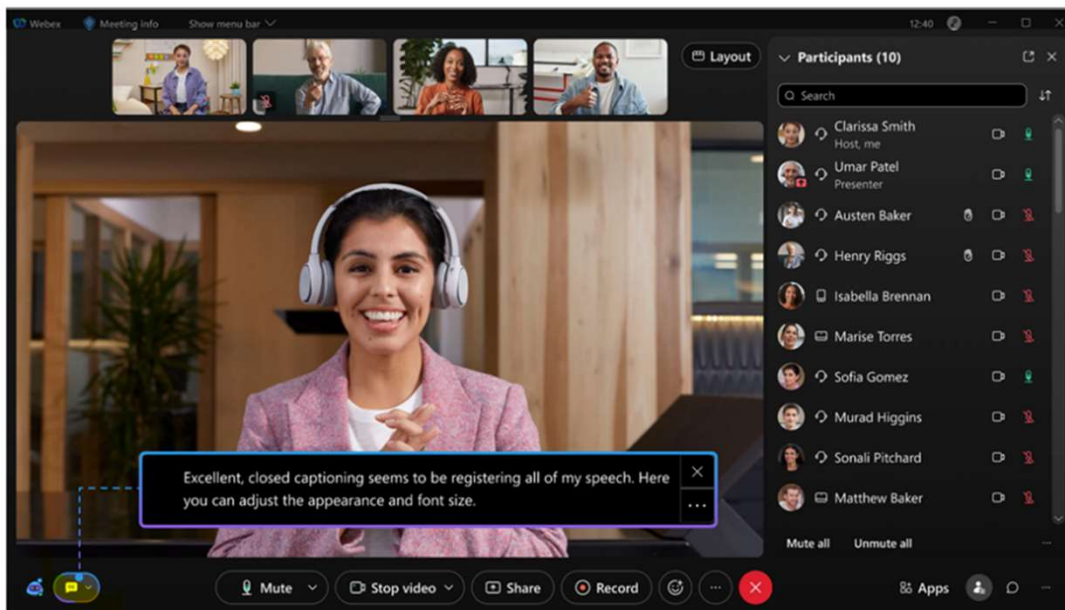 Webex
Meeting info
Show menu bar
12:40
Layout
Participants (10)
Search
Clarissa Smith
Host, me
Umar Patel
Presenter
Austen Baker
Henry Riggs
Isabella Brennan
Marise Torres
Sofia Gomez
Murad Higgins
Sonali Pitchard
Matthew Baker
Excellent, closed captioning seems to be registering all of my speech. Here
you can adjust the appearance and font size.
Mute all Unmute all
Mute
Stop video
Share
Record
Apps